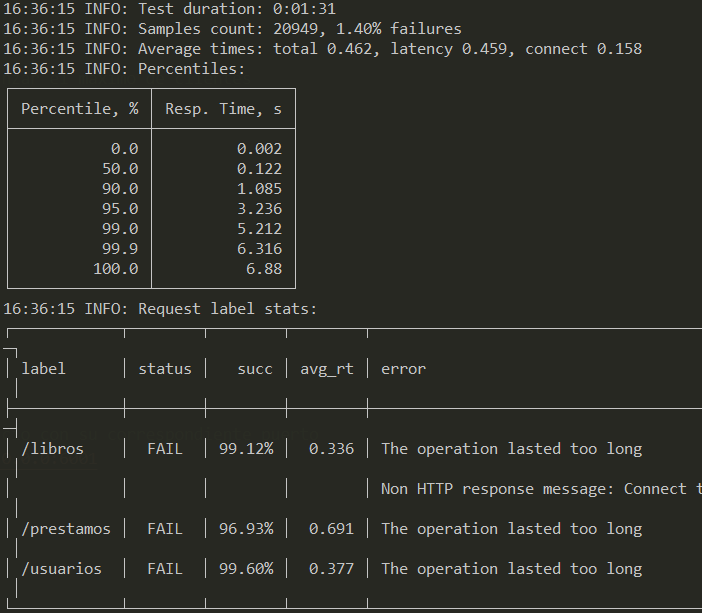 16:36:15 INFO: Test duration: 0:01:31
16:36:15 INFO: Samples count: 20949, 1.40% failures
16:36:15 INFO: Average times: total 0.462, latency 0.459, connect 0.158
16:36:15 INFO: Percentiles:
Percentile, % Resp. Time, s
0.0 0.002
50.0 0.122
90.0 1.085
95.0 3.236
99.0 5.212
99.9 6.316
100.0 6.88
16:36:15 INFO: Request label stats:
label status succ avg_rt error
/libros FAIL 99.12% 0.336 The operation lasted too long
Non HTTP response message: Connect t
/prestamos FAIL 96.93% 0.691 The operation lasted too long
/usuarios FAIL 99.60% 0.377 The operation lasted too long